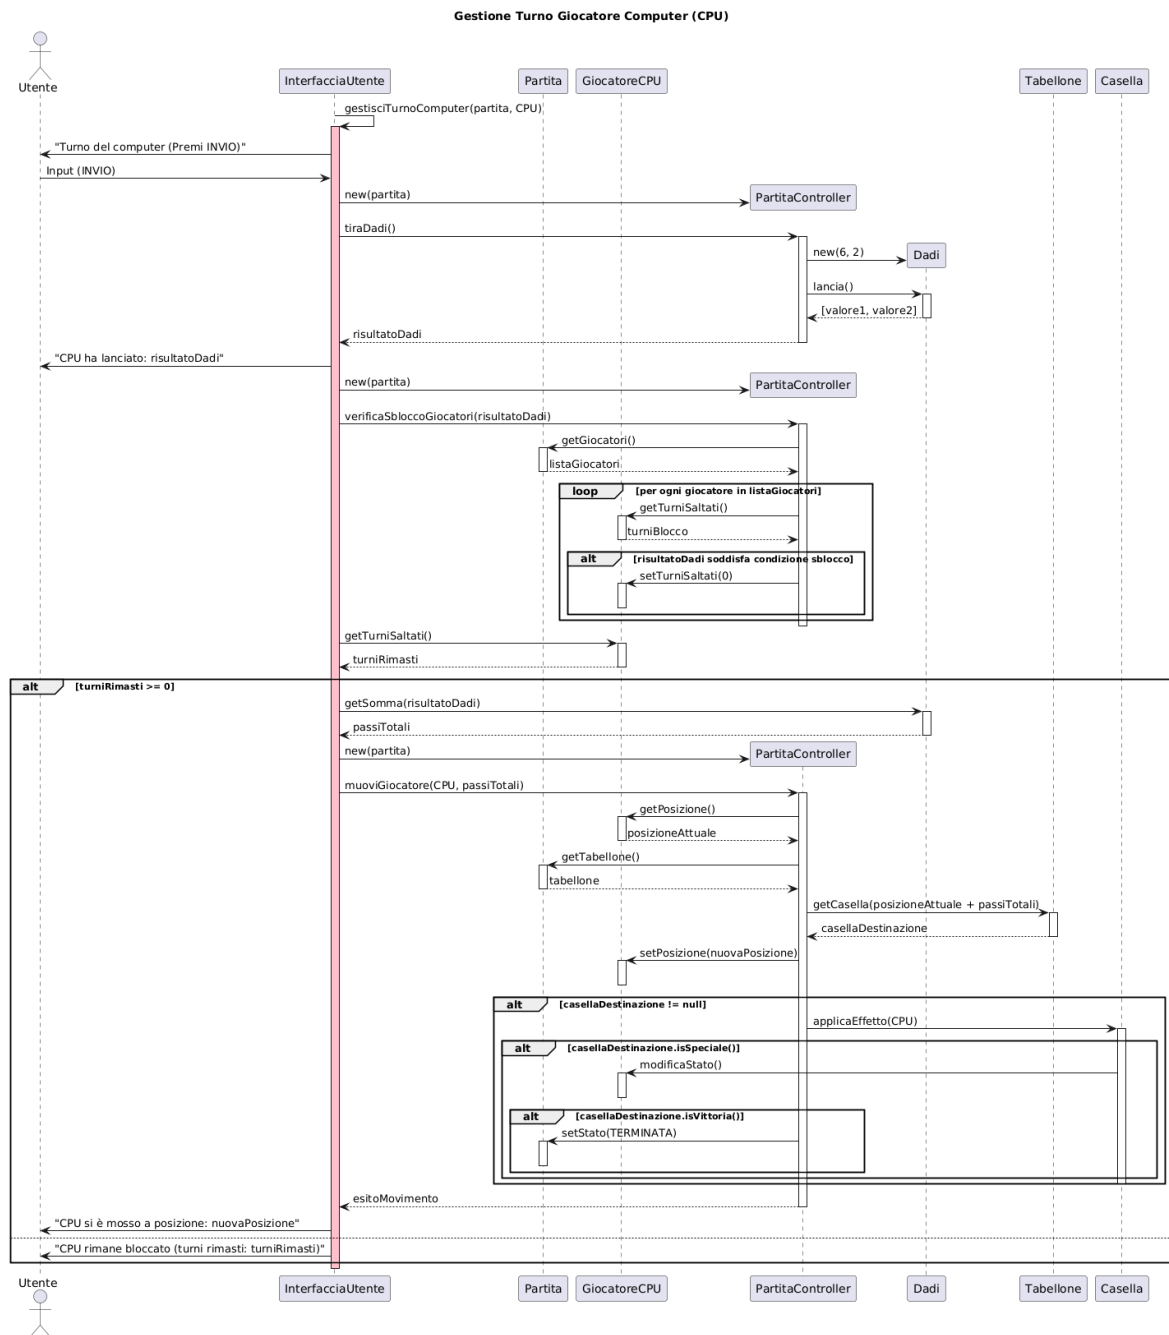 Gestione Turno Giocatore Computer (CPU)
Utente
InterfacciaUtente
Partita
GiocatoreCPU
Tabellone
Casella
gestisciTurnoComputer(partita, CPU)
"Turno del computer (Premi INVIO)"
Input (INVIO)
new(partita)
PartitaController
tiraDadi()
new(6, 2)
Dadi
lancia()
[valore1, valore2]
risultatoDadi
"CPU ha lanciato: risultatoDadi"
new(partita)
PartitaController
verificaSbloccoGiocatori(risultatoDadi)
getGiocatori()
listaGiocatori
loop [per ogni giocatore in listaGiocatori]
getTurniSaltati()
turniBlocco
alt [risultatoDadi soddisfa condizione sblocco]
setTurniSaltati(0)
getTurniSaltati()
turniRimasti
alt [turniRimasti >= 0]
getSomma(risultatoDadi)
passiTotali
new(partita)
PartitaController
muoviGiocatore(CPU, passiTotali)
getPosizione()
posizioneAttuale
getTabellone()
tabellone
getCasella(posizioneAttuale + passiTotali)
casellaDestinazione
setPosizione(nuovaPosizione)
alt [casellaDestinazione != null]
applicaEffetto(CPU)
alt [casellaDestinazione.isSpeciale()]
modificaStato()
alt [casellaDestinazione.isVittoria()]
setStato(TERMINATA)
esitoMovimento
"CPU si è mosso a posizione: nuovaPosizione"
"CPU rimane bloccato (turni rimasti: turniRimasti)"
Utente
InterfacciaUtente
Partita
GiocatoreCPU
PartitaController
Dadi
Tabellone
Casella